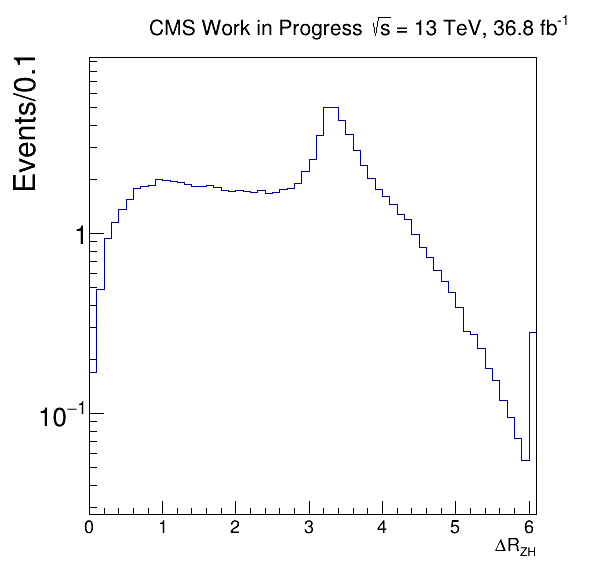 CMS Work in Progress √s = 13 TeV, 36.8 fb⁻¹
Events/0.1
1
10⁻¹
0 1 2 3 4 5 6
ΔR_ZH